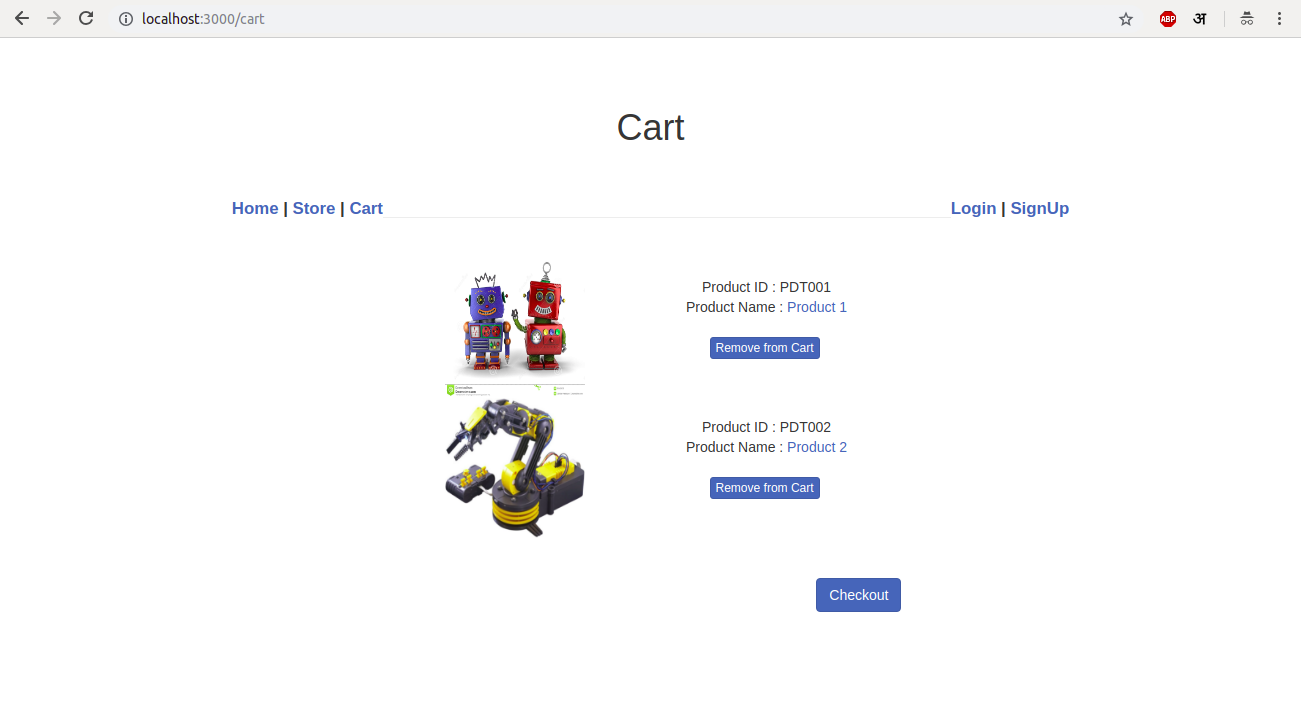 localhost:3000/cart
ABP
अ
Cart
Home | Store | Cart
Login | SignUp
Product ID : PDT001
Product Name : Product 1
Remove from Cart
Product ID : PDT002
Product Name : Product 2
Remove from Cart
Checkout